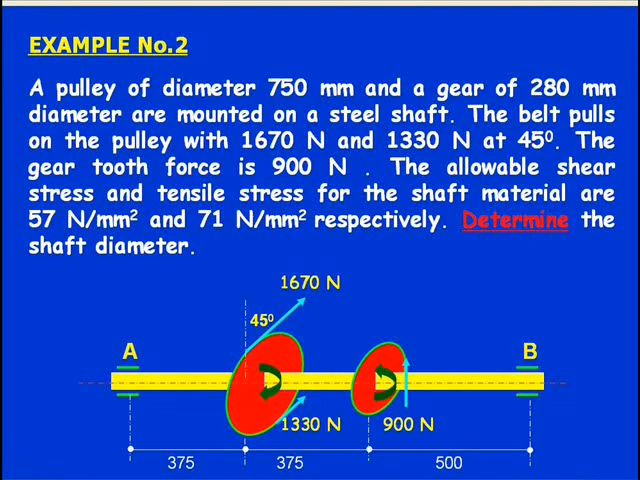 EXAMPLE No.2
A pulley of diameter 750 mm and a gear of 280 mm
diameter are mounted on a steel shaft. The belt pulls
on the pulley with 1670 N and 1330 N at 45⁰. The
gear tooth force is 900 N . The allowable shear
stress and tensile stress for the shaft material are
57 N/mm² and 71 N/mm² respectively. Determine the
shaft diameter.
1670 N
45⁰
A
B
1330 N
900 N
375
375
500